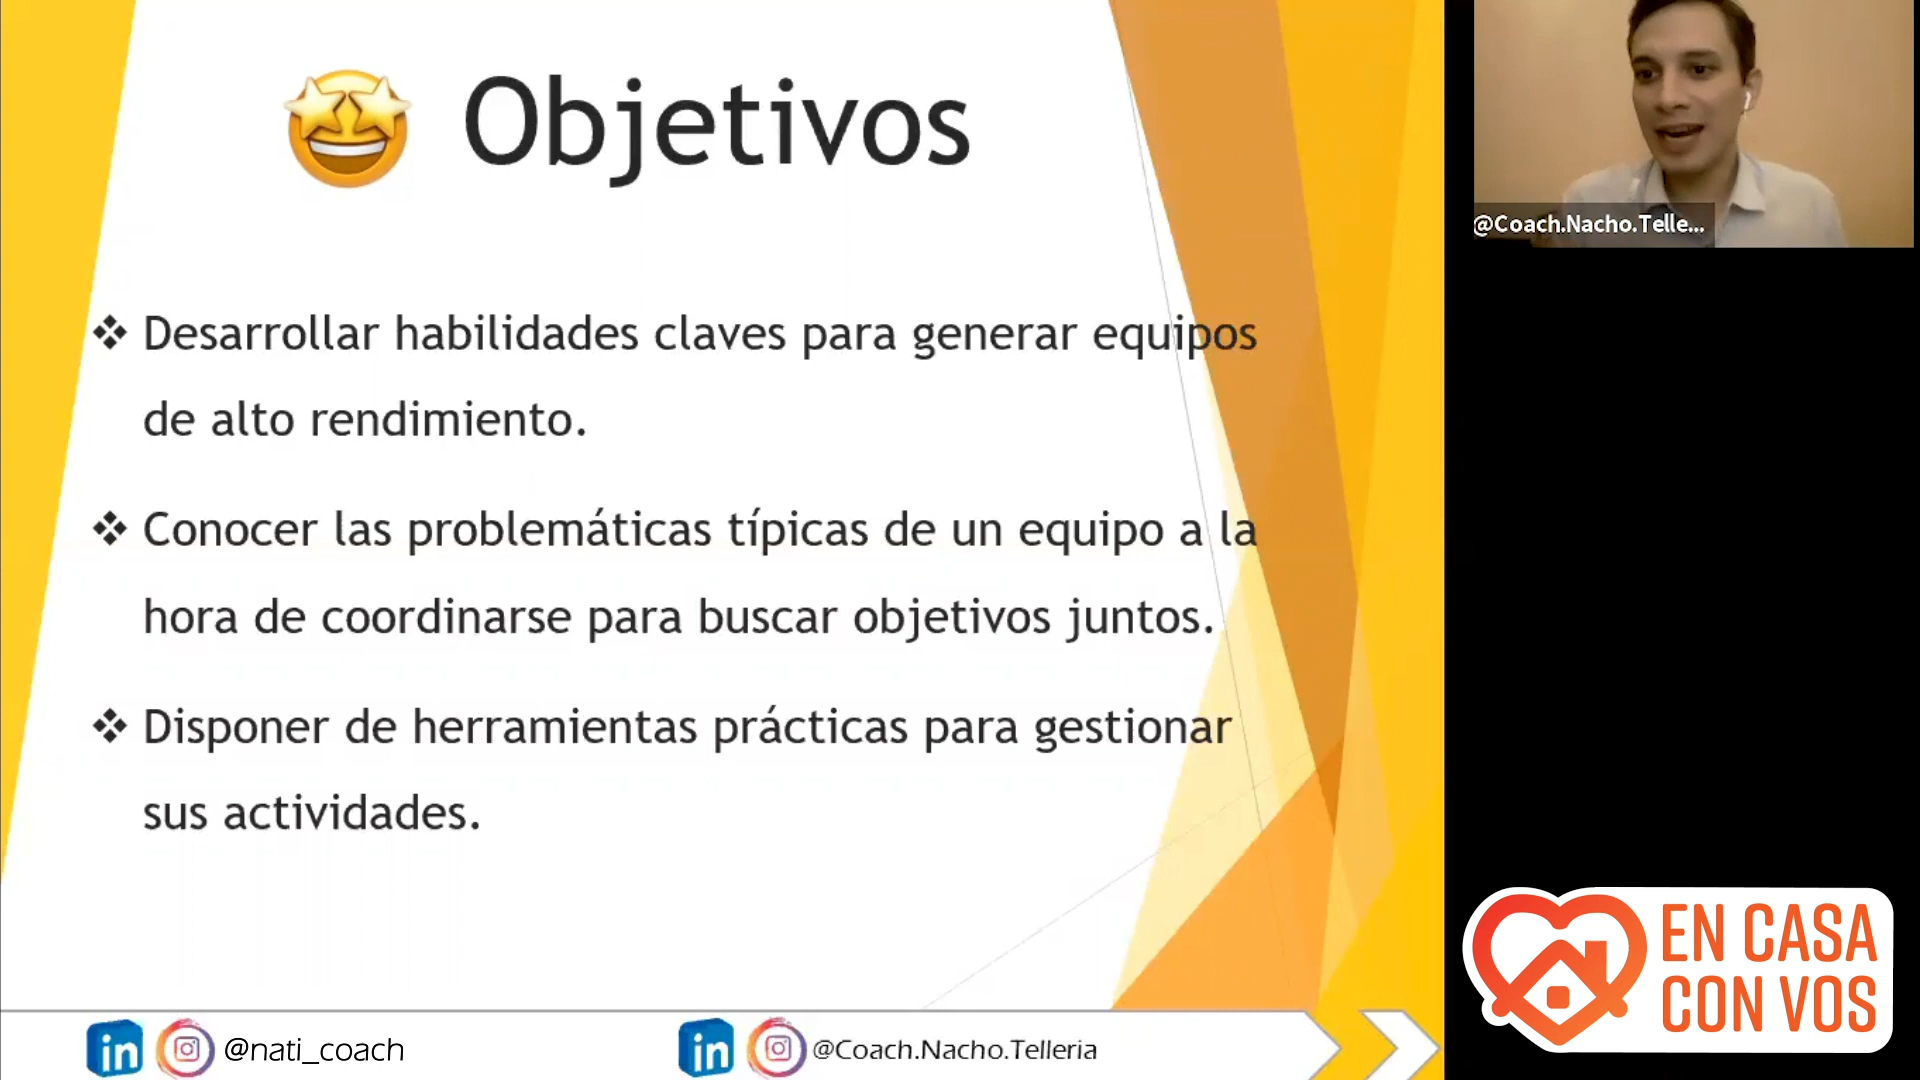 Objetivos
❖ Desarrollar habilidades claves para generar equipos
de alto rendimiento.
❖ Conocer las problemáticas típicas de un equipo a la
hora de coordinarse para buscar objetivos juntos.
❖ Disponer de herramientas prácticas para gestionar
sus actividades.
in @nati_coach
in @Coach.Nacho.Telleria
@Coach.Nacho.Telle...
EN CASA
CON VOS